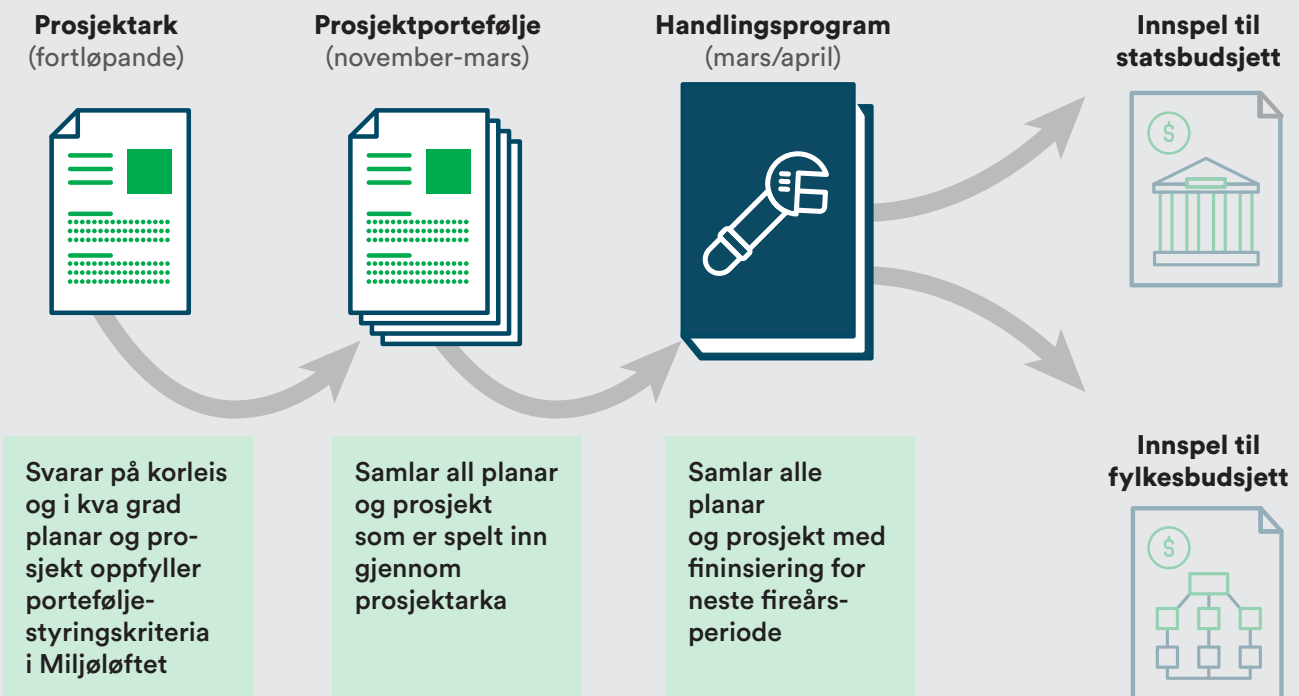 Prosjektark
(fortløpande)
Prosjektportefølje
(november-mars)
Handlingsprogram
(mars/april)
Innspel til
statsbudsjett
$
Svarar på korleis
og i kva grad
planar og pro-
sjekt oppfyller
portefølje-
styringskriteria
i Miljøløftet
Samlar all planar
og prosjekt
som er spelt inn
gjennom
prosjektarka
Samlar alle
planar
og prosjekt med
fininsiering for
neste fireårs-
periode
Innspel til
fylkesbudsjett
$